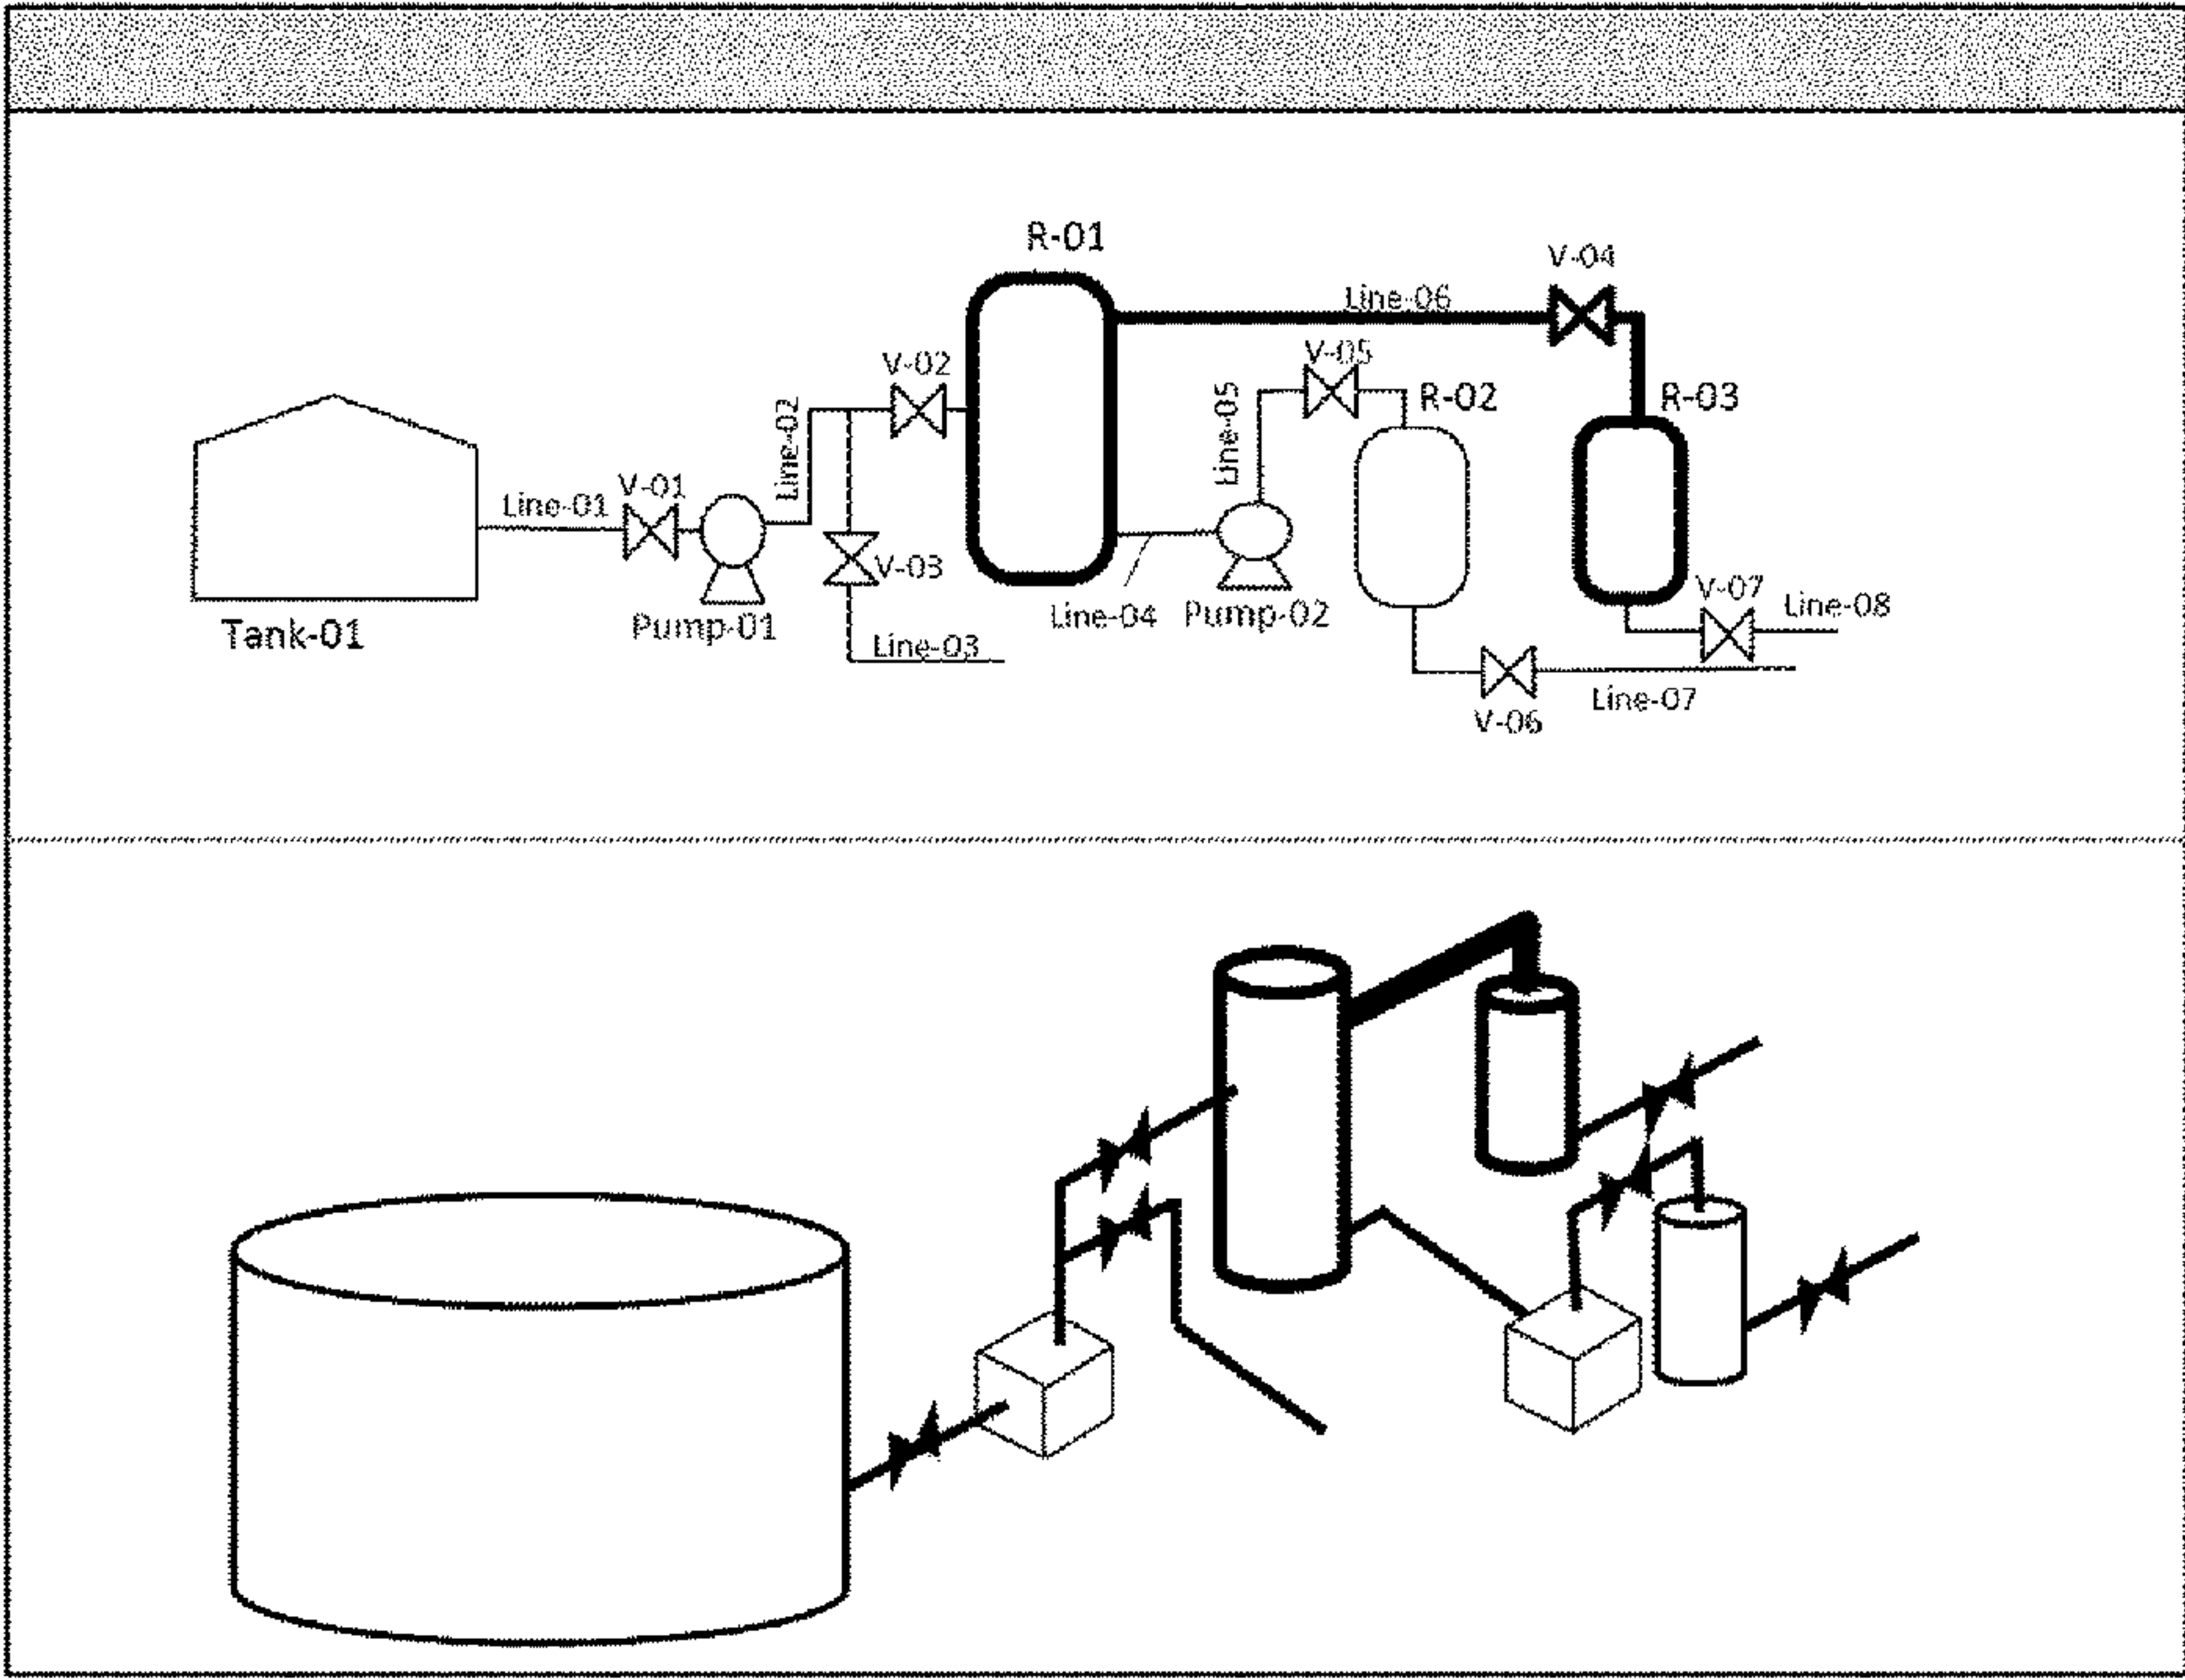 R-01
V-04
Line-06
V-02
V-05
R-02
R-03
Line-02
Line-05
Line-01
V-01
V-03
V-07
Line-08
Tank-01
Pump-01
Line-03
Line-04
Pump-02
V-06
Line-07